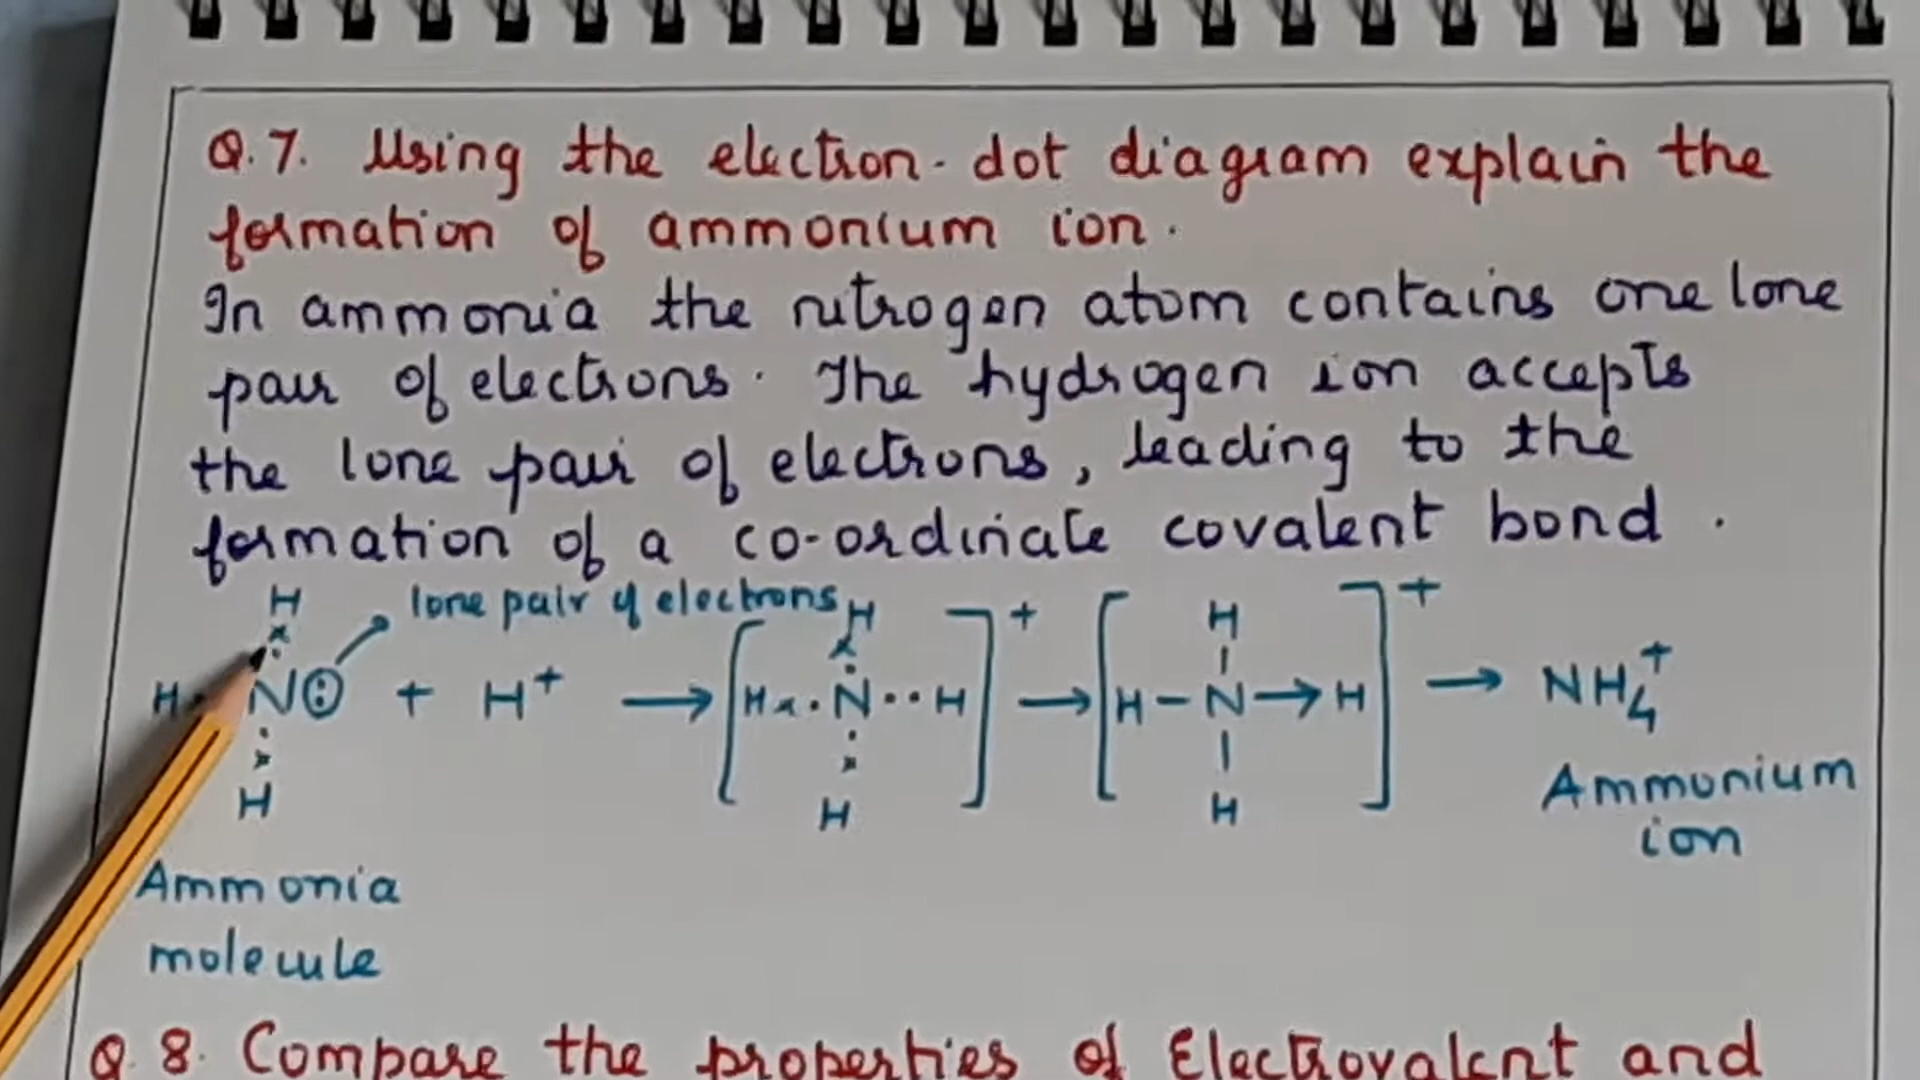 Q.7. Using the electron-dot diagram explain the
formation of ammonium ion.
In ammonia the nitrogen atom contains one lone
pair of electrons. The hydrogen ion accepts
the lone pair of electrons, leading to the
formation of a co-ordinate covalent bond.
lone pair of electrons
H H H
H N : + H⁺ → [H x· N ·· H]⁺ → [H – N → H]⁺ → NH₄⁺
H H H
Ammonia molecule
Ammonium ion
Q.8. Compare the properties of Electrovalent and